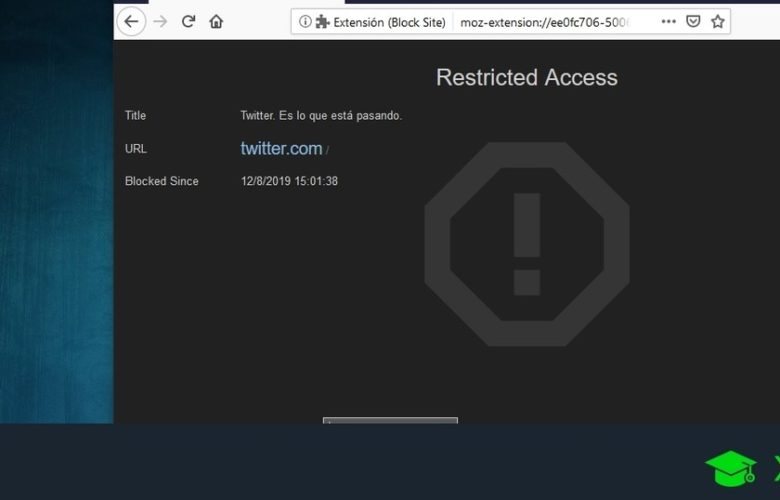 Extensión (Block Site) moz-extension://ee0fc706-500
Restricted Access
Title Twitter. Es lo que está pasando.
URL twitter.com /
Blocked Since 12/8/2019 15:01:38